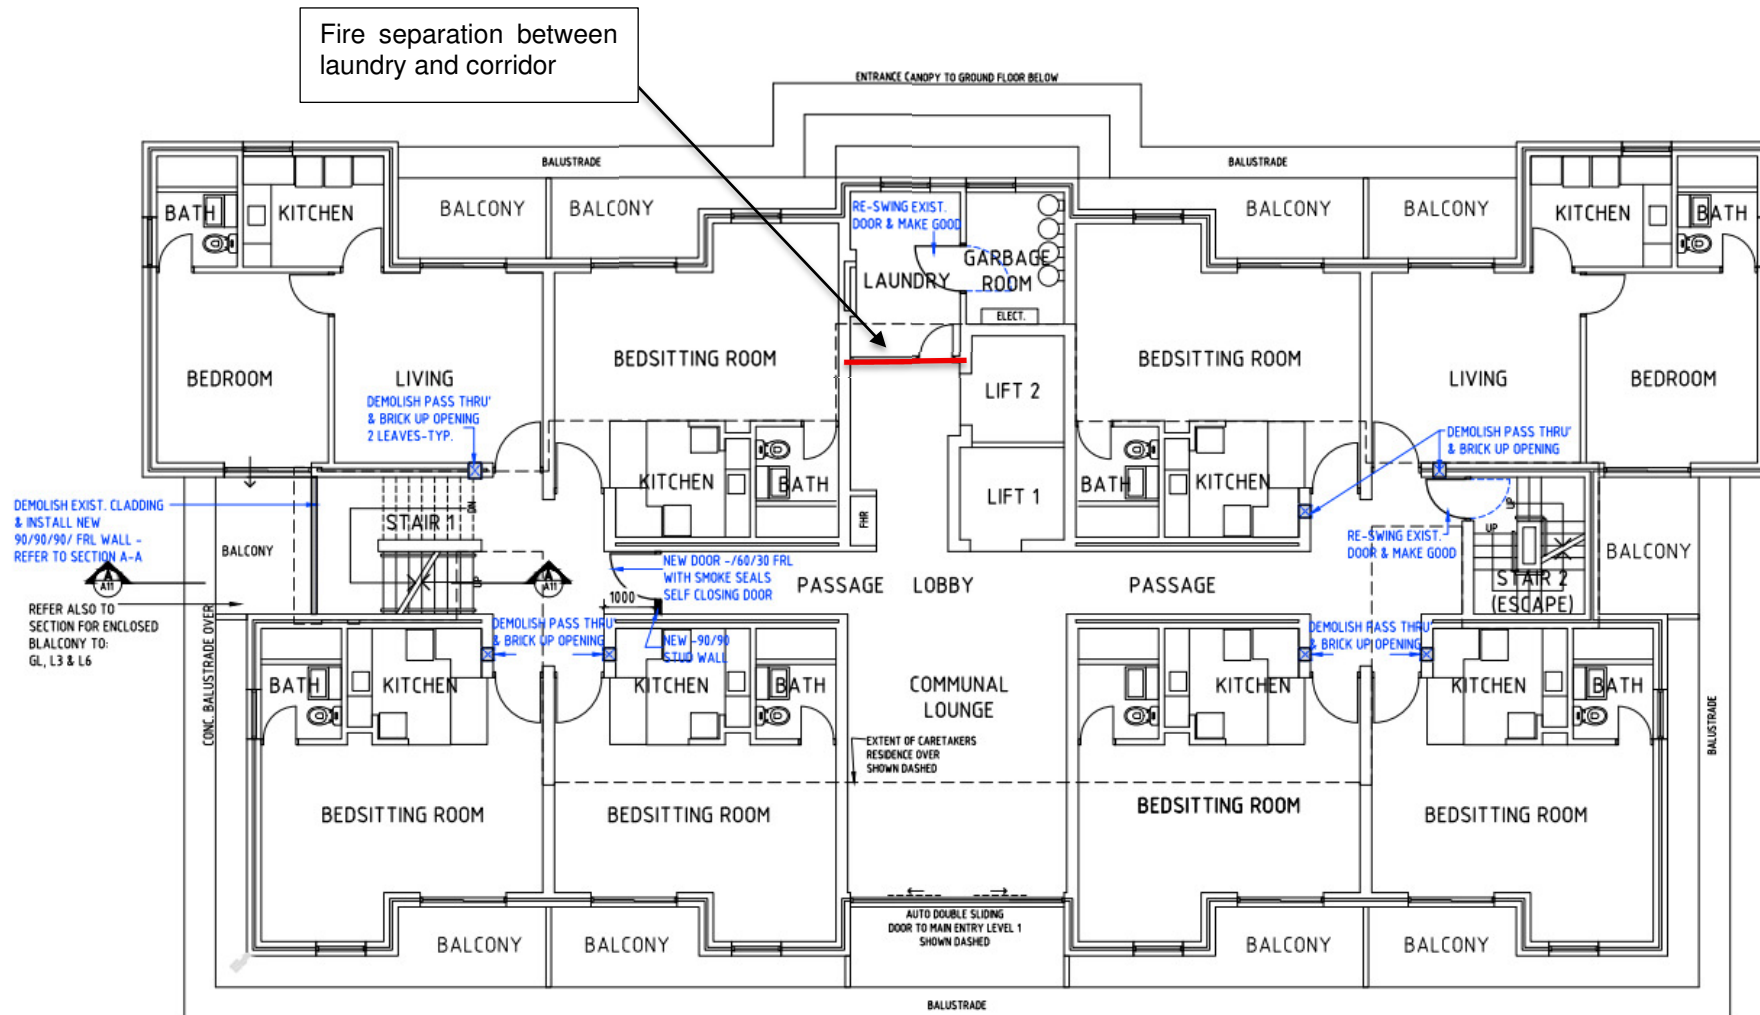 Fire separation between
laundry and corridor
ENTRANCE CANOPY TO GROUND FLOOR BELOW
BALUSTRADE
BALUSTRADE
BATH
KITCHEN
BALCONY
BALCONY
RE-SWING EXIST.
DOOR & MAKE GOOD
BALCONY
BALCONY
KITCHEN
BATH
GARBAGE
ROOM
LAUNDRY
ELECT.
BEDROOM
LIVING
BEDSITTING ROOM
BEDSITTING ROOM
LIVING
BEDROOM
LIFT 2
DEMOLISH PASS THRU'
& BRICK UP OPENING
2 LEAVES-TYP.
DEMOLISH PASS THRU'
& BRICK UP OPENING
KITCHEN
BATH
LIFT 1
BATH
KITCHEN
DEMOLISH EXIST. CLADDING
& INSTALL NEW
90/90/90/ FRL WALL -
REFER TO SECTION A-A
STAIR 1
DN
FHR
UP
UP
RE-SWING EXIST.
DOOR & MAKE GOOD
BALCONY
BALCONY
A
A11
UP
A
A11
NEW DOOR -/60/30 FRL
WITH SMOKE SEALS
SELF CLOSING DOOR
PASSAGE
LOBBY
PASSAGE
STAIR 2
(ESCAPE)
1000
REFER ALSO TO
SECTION FOR ENCLOSED
BLALCONY TO:
GL, L3 & L6
CONC. BALUSTRADE OVER
DEMOLISH PASS THRU'
& BRICK UP OPENING
NEW -90/90
STUD WALL
DEMOLISH PASS THRU'
& BRICK UP OPENING
BATH
KITCHEN
KITCHEN
BATH
COMMUNAL
LOUNGE
BATH
KITCHEN
KITCHEN
BATH
BALUSTRADE
EXTENT OF CARETAKERS
RESIDENCE OVER
SHOWN DASHED
BEDSITTING ROOM
BEDSITTING ROOM
BEDSITTING ROOM
BEDSITTING ROOM
AUTO DOUBLE SLIDING
DOOR TO MAIN ENTRY LEVEL 1
SHOWN DASHED
BALCONY
BALCONY
BALCONY
BALCONY
BALUSTRADE